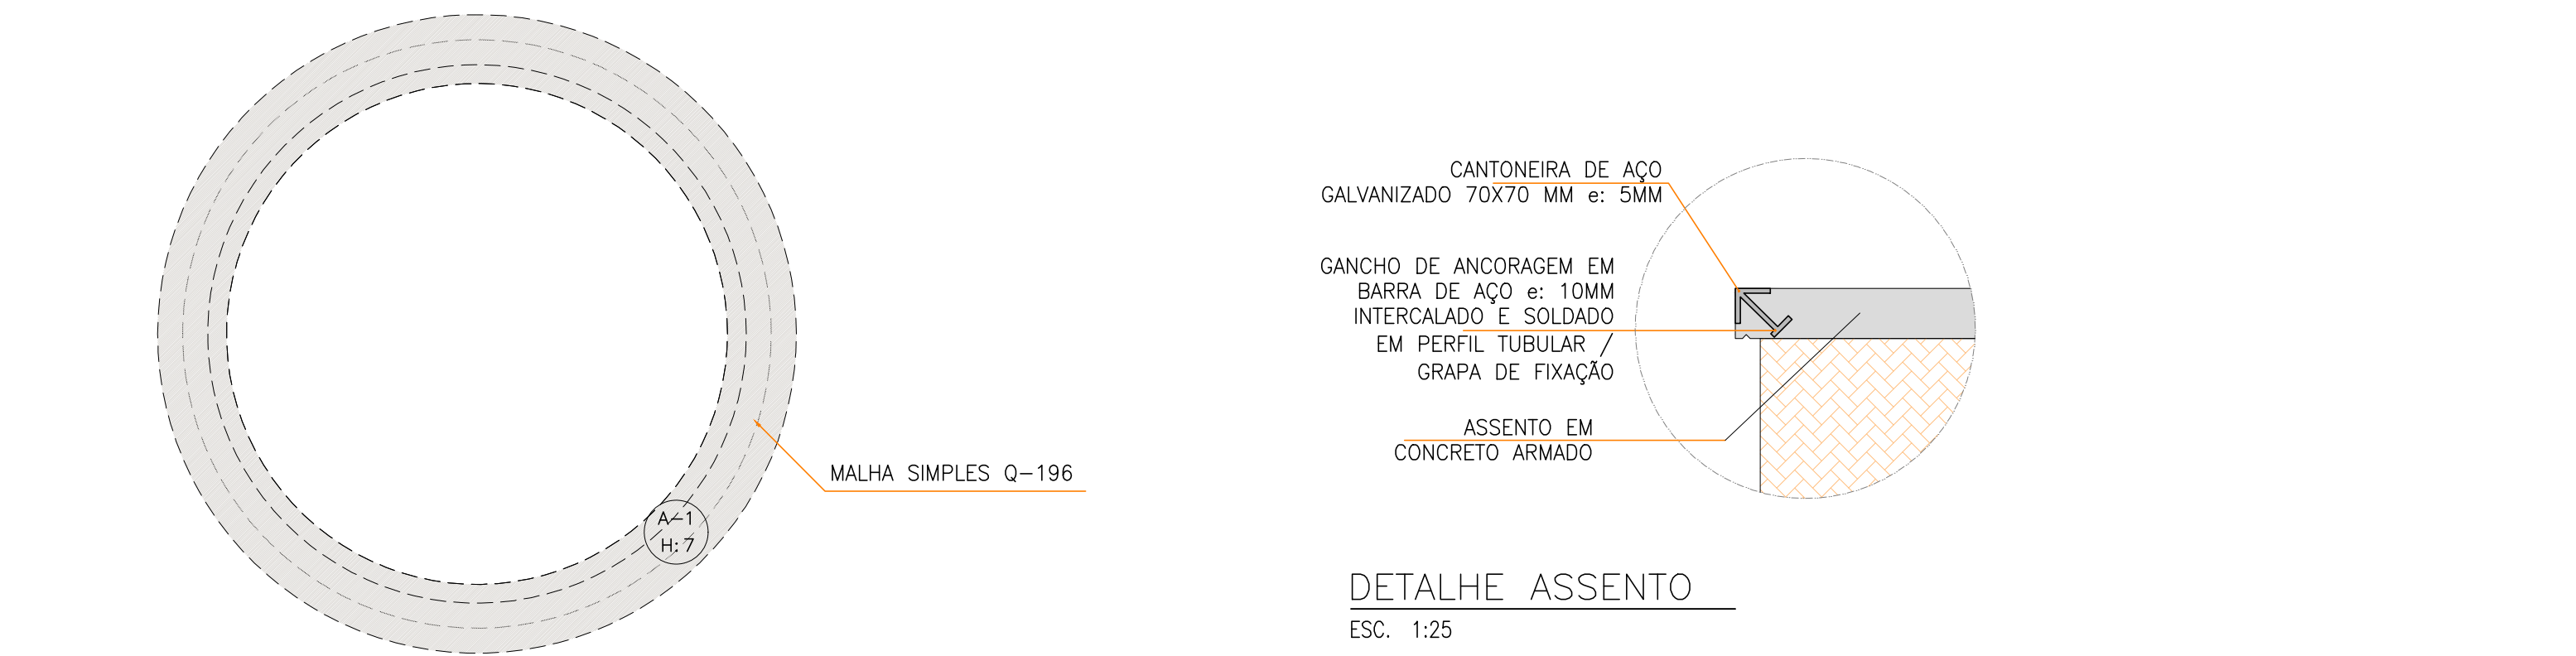 MALHA SIMPLES Q-196
A-1
H: 7
CANTONEIRA DE AÇO
GALVANIZADO 70X70 MM e: 5MM
GANCHO DE ANCORAGEM EM
BARRA DE AÇO e: 10MM
INTERCALADO E SOLDADO
EM PERFIL TUBULAR /
GRAPA DE FIXAÇÃO
ASSENTO EM
CONCRETO ARMADO
DETALHE ASSENTO
ESC. 1:25